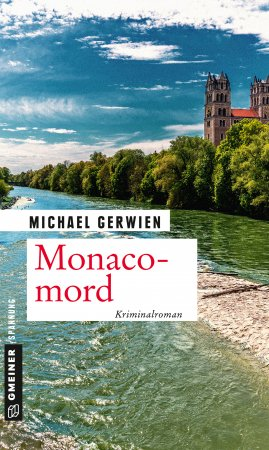 MICHAEL GERWIEN
Monaco-
mord
Kriminalroman
GMEINER SPANNUNG